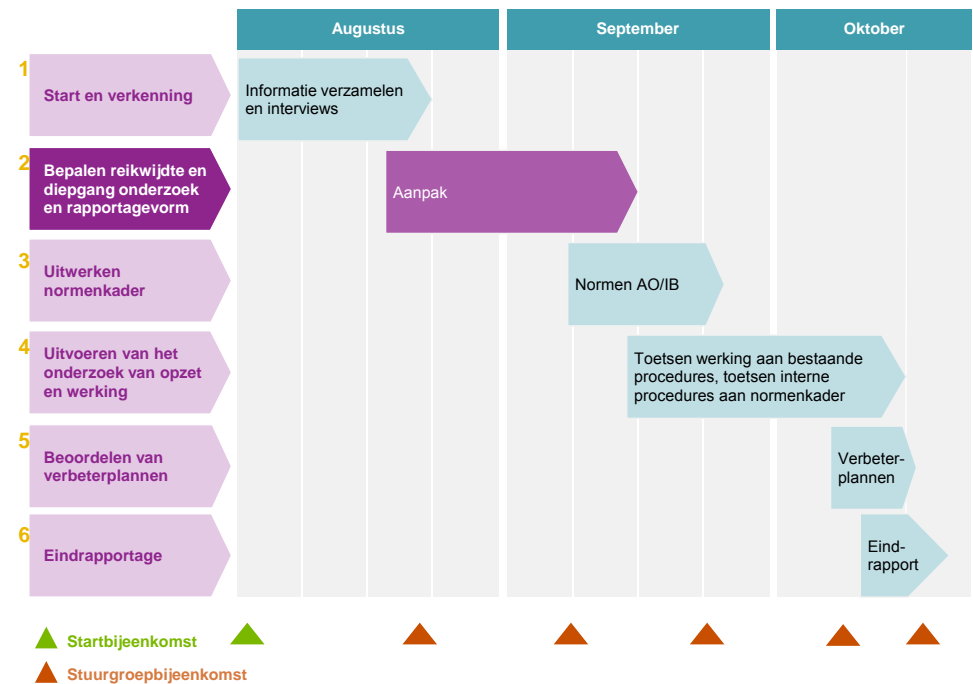 Augustus
September
Oktober
1
Start en verkenning
Informatie verzamelen
en interviews
2
Bepalen reikwijdte en
diepgang onderzoek
en rapportagevorm
Aanpak
3
Uitwerken
normenkader
Normen AO/IB
4
Uitvoeren van het
onderzoek van opzet
en werking
Toetsen werking aan bestaande
procedures, toetsen interne
procedures aan normenkader
5
Beoordelen van
verbeterplannen
Verbeter-
plannen
6
Eindrapportage
Eind-
rapport
Startbijeenkomst
Stuurgroepbijeenkomst